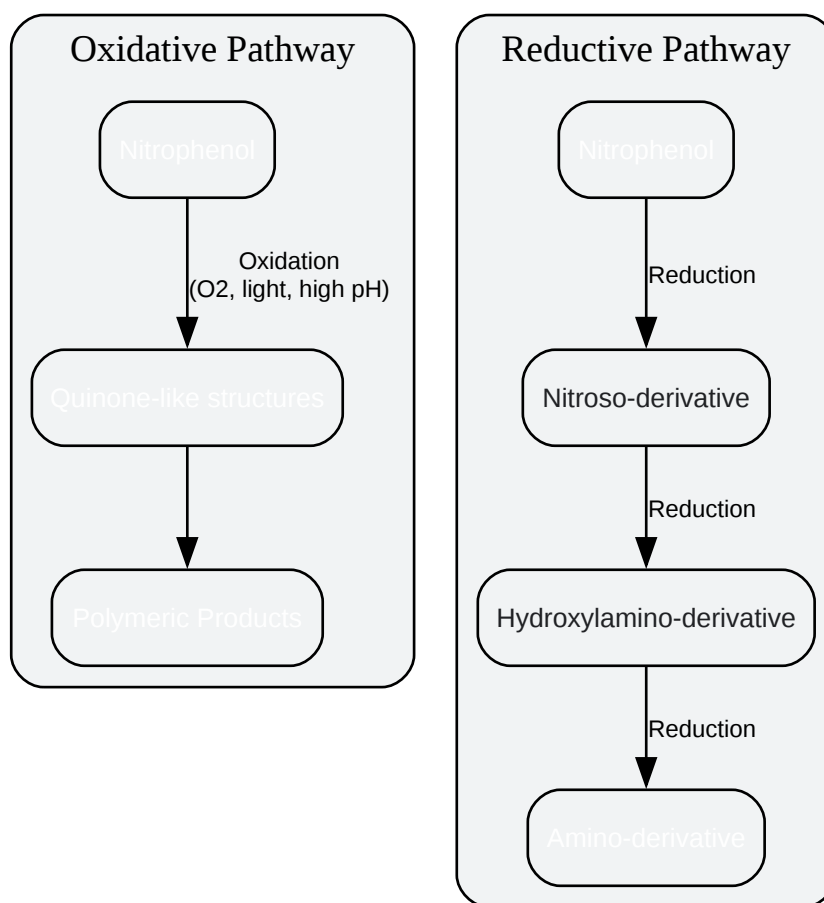 Oxidative Pathway
Nitrophenol
Oxidation
(O2, light, high pH)
Quinone-like structures
Polymeric Products
Reductive Pathway
Nitrophenol
Reduction
Nitroso-derivative
Reduction
Hydroxylamino-derivative
Reduction
Amino-derivative